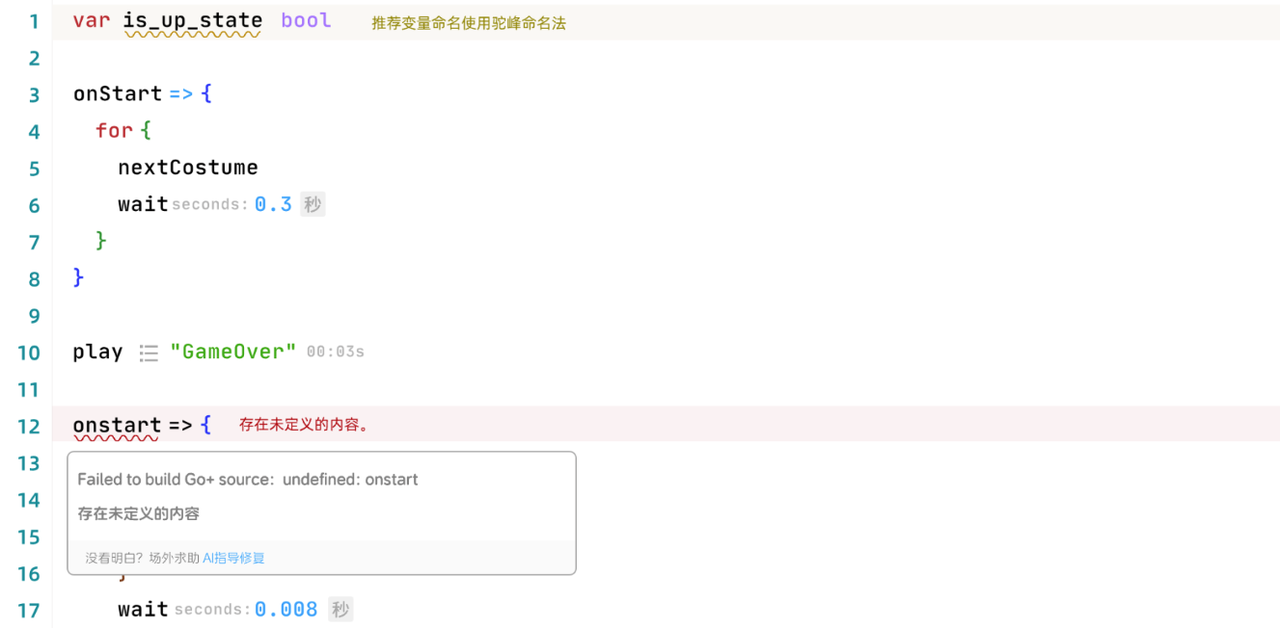 1 var is_up_state bool 推荐变量命名使用驼峰命名法
2
3 onStart => {
4 for {
5 nextCostume
6 wait seconds: 0.3 秒
7 }
8 }
9
10 play "GameOver" 00:03s
11
12 onstart => { 存在未定义的内容。
13
Failed to build Go+ source: undefined: onstart
14
存在未定义的内容
15
没看明白？场外求助 AI指导修复
16 }
17 wait seconds: 0.008 秒